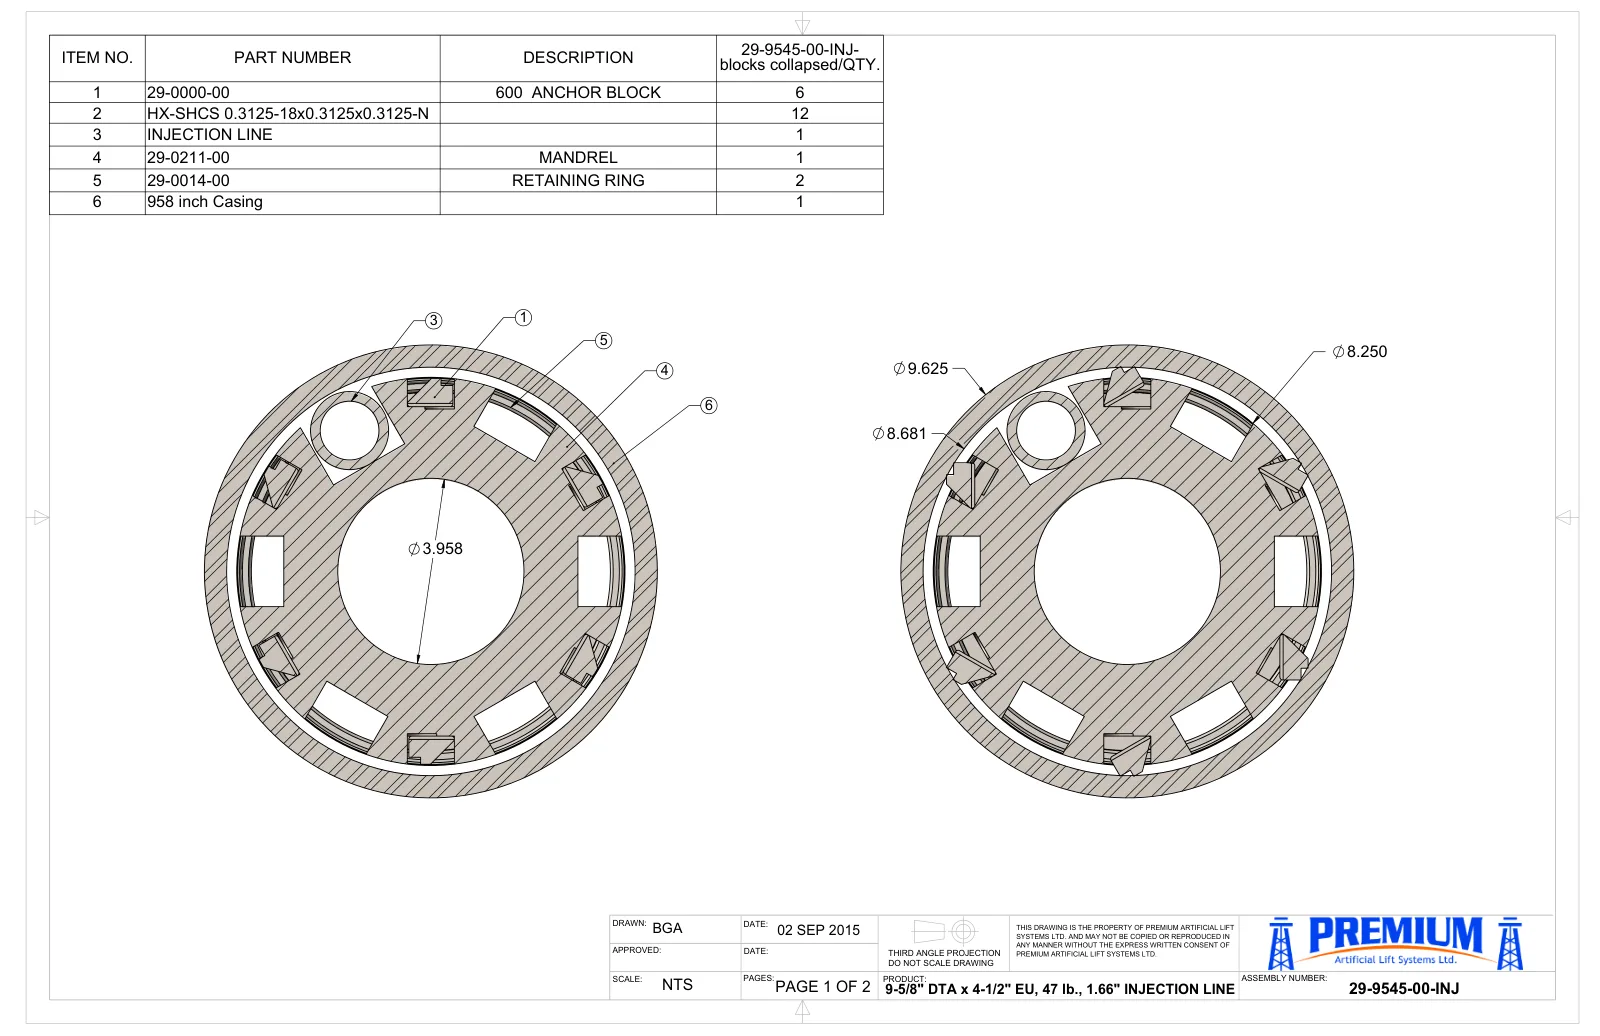 ITEM NO. PART NUMBER DESCRIPTION 29-9545-00-INJ-
blocks collapsed/QTY.
1 29-0000-00 600 ANCHOR BLOCK 6
2 HX-SHCS 0.3125-18x0.3125x0.3125-N 12
3 INJECTION LINE 1
4 29-0211-00 MANDREL 1
5 29-0014-00 RETAINING RING 2
6 958 inch Casing 1
3
1
5
4
6
∅3.958
∅9.625
∅8.250
∅8.681
DRAWN: BGA
DATE: 02 SEP 2015
APPROVED:
DATE:
SCALE: NTS
PAGES: PAGE 1 OF 2
THIRD ANGLE PROJECTION
DO NOT SCALE DRAWING
THIS DRAWING IS THE PROPERTY OF PREMIUM ARTIFICIAL LIFT
SYSTEMS LTD. AND MAY NOT BE COPIED OR REPRODUCED IN
ANY MANNER WITHOUT THE EXPRESS WRITTEN CONSENT OF
PREMIUM ARTIFICIAL LIFT SYSTEMS LTD.
PREMIUM
Artificial Lift Systems Ltd.
PRODUCT:
9-5/8" DTA x 4-1/2" EU, 47 lb., 1.66" INJECTION LINE
ASSEMBLY NUMBER:
29-9545-00-INJ